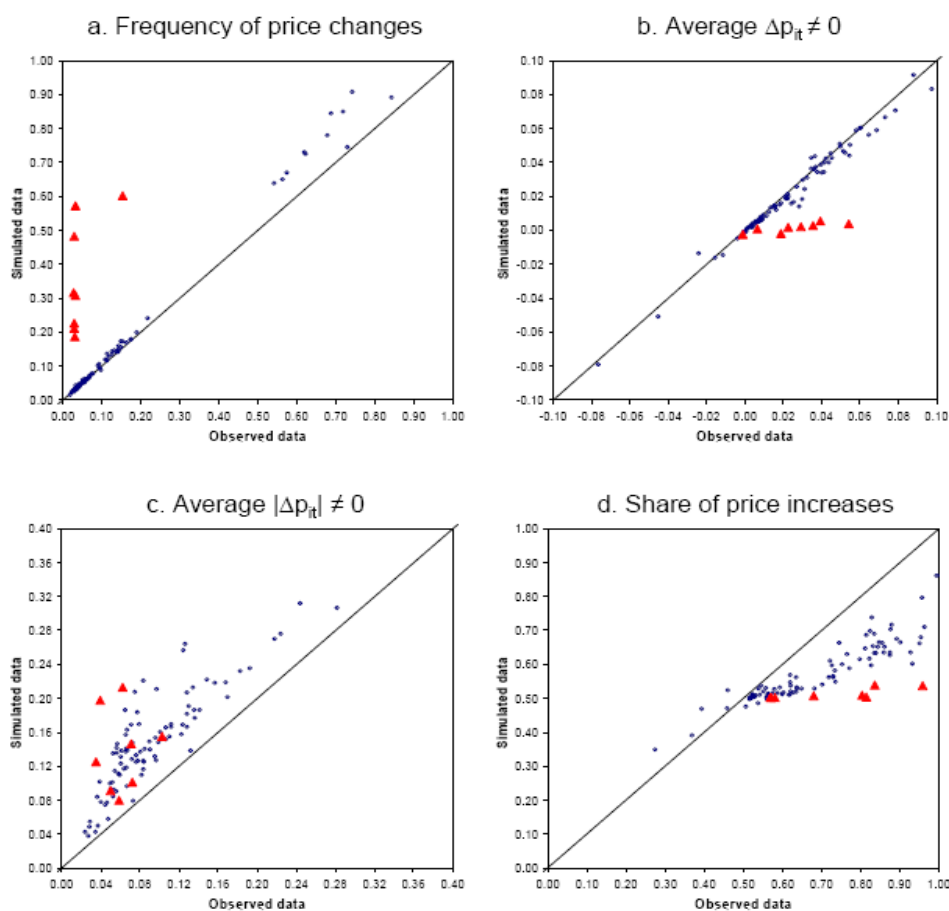 a. Frequency of price changes
1.00
0.90
0.80
0.70
0.60
0.50
0.40
0.30
0.20
0.10
0.00
Simulated data
0.00 0.10 0.20 0.30 0.40 0.50 0.60 0.70 0.80 0.90 1.00
Observed data
b. Average Δp_it ≠ 0
0.10
0.08
0.06
0.04
0.02
0.00
-0.02
-0.04
-0.06
-0.08
-0.10
Simulated data
-0.10 -0.08 -0.06 -0.04 -0.02 0.00 0.02 0.04 0.06 0.08 0.10
Observed data
c. Average |Δp_it| ≠ 0
0.40
0.36
0.32
0.28
0.24
0.20
0.16
0.12
0.08
0.04
0.00
Simulated data
0.00 0.04 0.08 0.12 0.16 0.20 0.24 0.28 0.32 0.36 0.40
Observed data
d. Share of price increases
1.00
0.90
0.80
0.70
0.60
0.50
0.40
0.30
0.20
0.10
0.00
Simulated data
0.00 0.10 0.20 0.30 0.40 0.50 0.60 0.70 0.80 0.90 1.00
Observed data